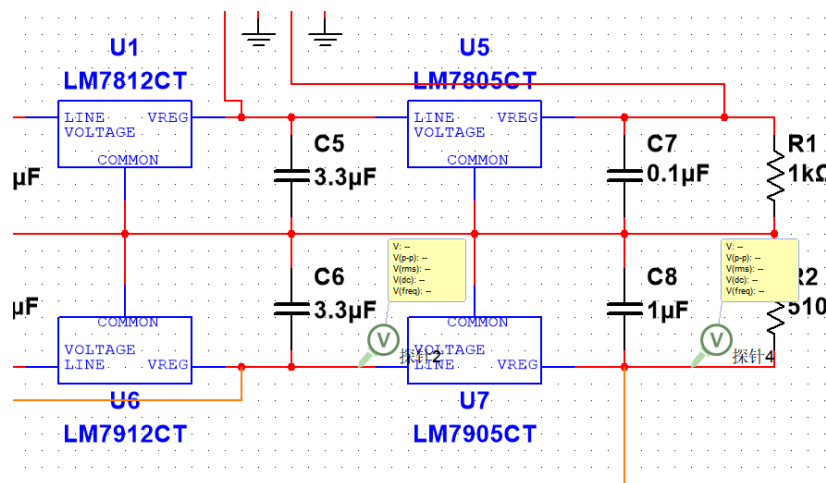 U1
LM7812CT
LINE VREG
VOLTAGE
COMMON
U5
LM7805CT
LINE VREG
VOLTAGE
COMMON
C5
3.3µF
C7
0.1µF
R1
1kΩ
µF
µF
C6
3.3µF
V: --
V(p-p): --
V(rms): --
V(dc): --
V(freq): --
V
探针2
C8
1µF
V: --
V(p-p): --
V(rms): --
V(dc): --
V(freq): --
V
探针4
R2
510
COMMON
VOLTAGE
LINE VREG
U6
LM7912CT
COMMON
VOLTAGE
LINE VREG
U7
LM7905CT